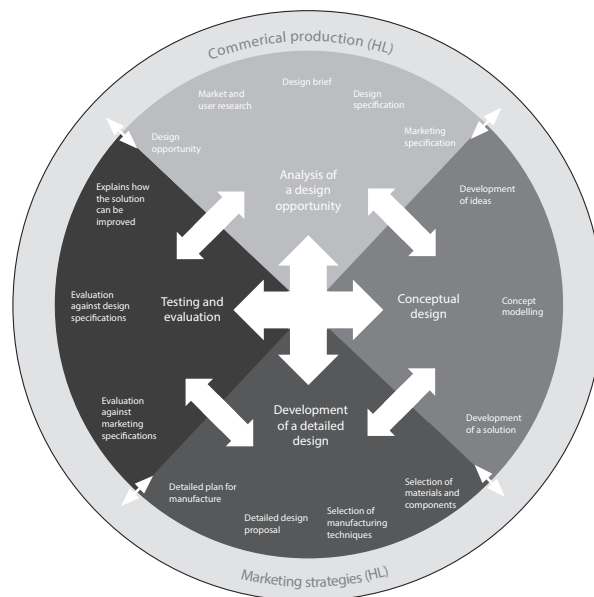 Commerical production (HL)
Design brief
Market and
user research
Design
specification
Design
opportunity
Marketing
specification
Analysis of
a design
opportunity
Explains how
the solution
can be
improved
Development
of ideas
Evaluation
against design
specifications
Testing and
evaluation
Conceptual
design
Concept
modelling
Evaluation
against
marketing
specifications
Development
of a detailed
design
Development
of a solution
Detailed plan for
manufacture
Detailed design
proposal
Selection of
manufacturing
techniques
Selection of
materials and
components
Marketing strategies (HL)